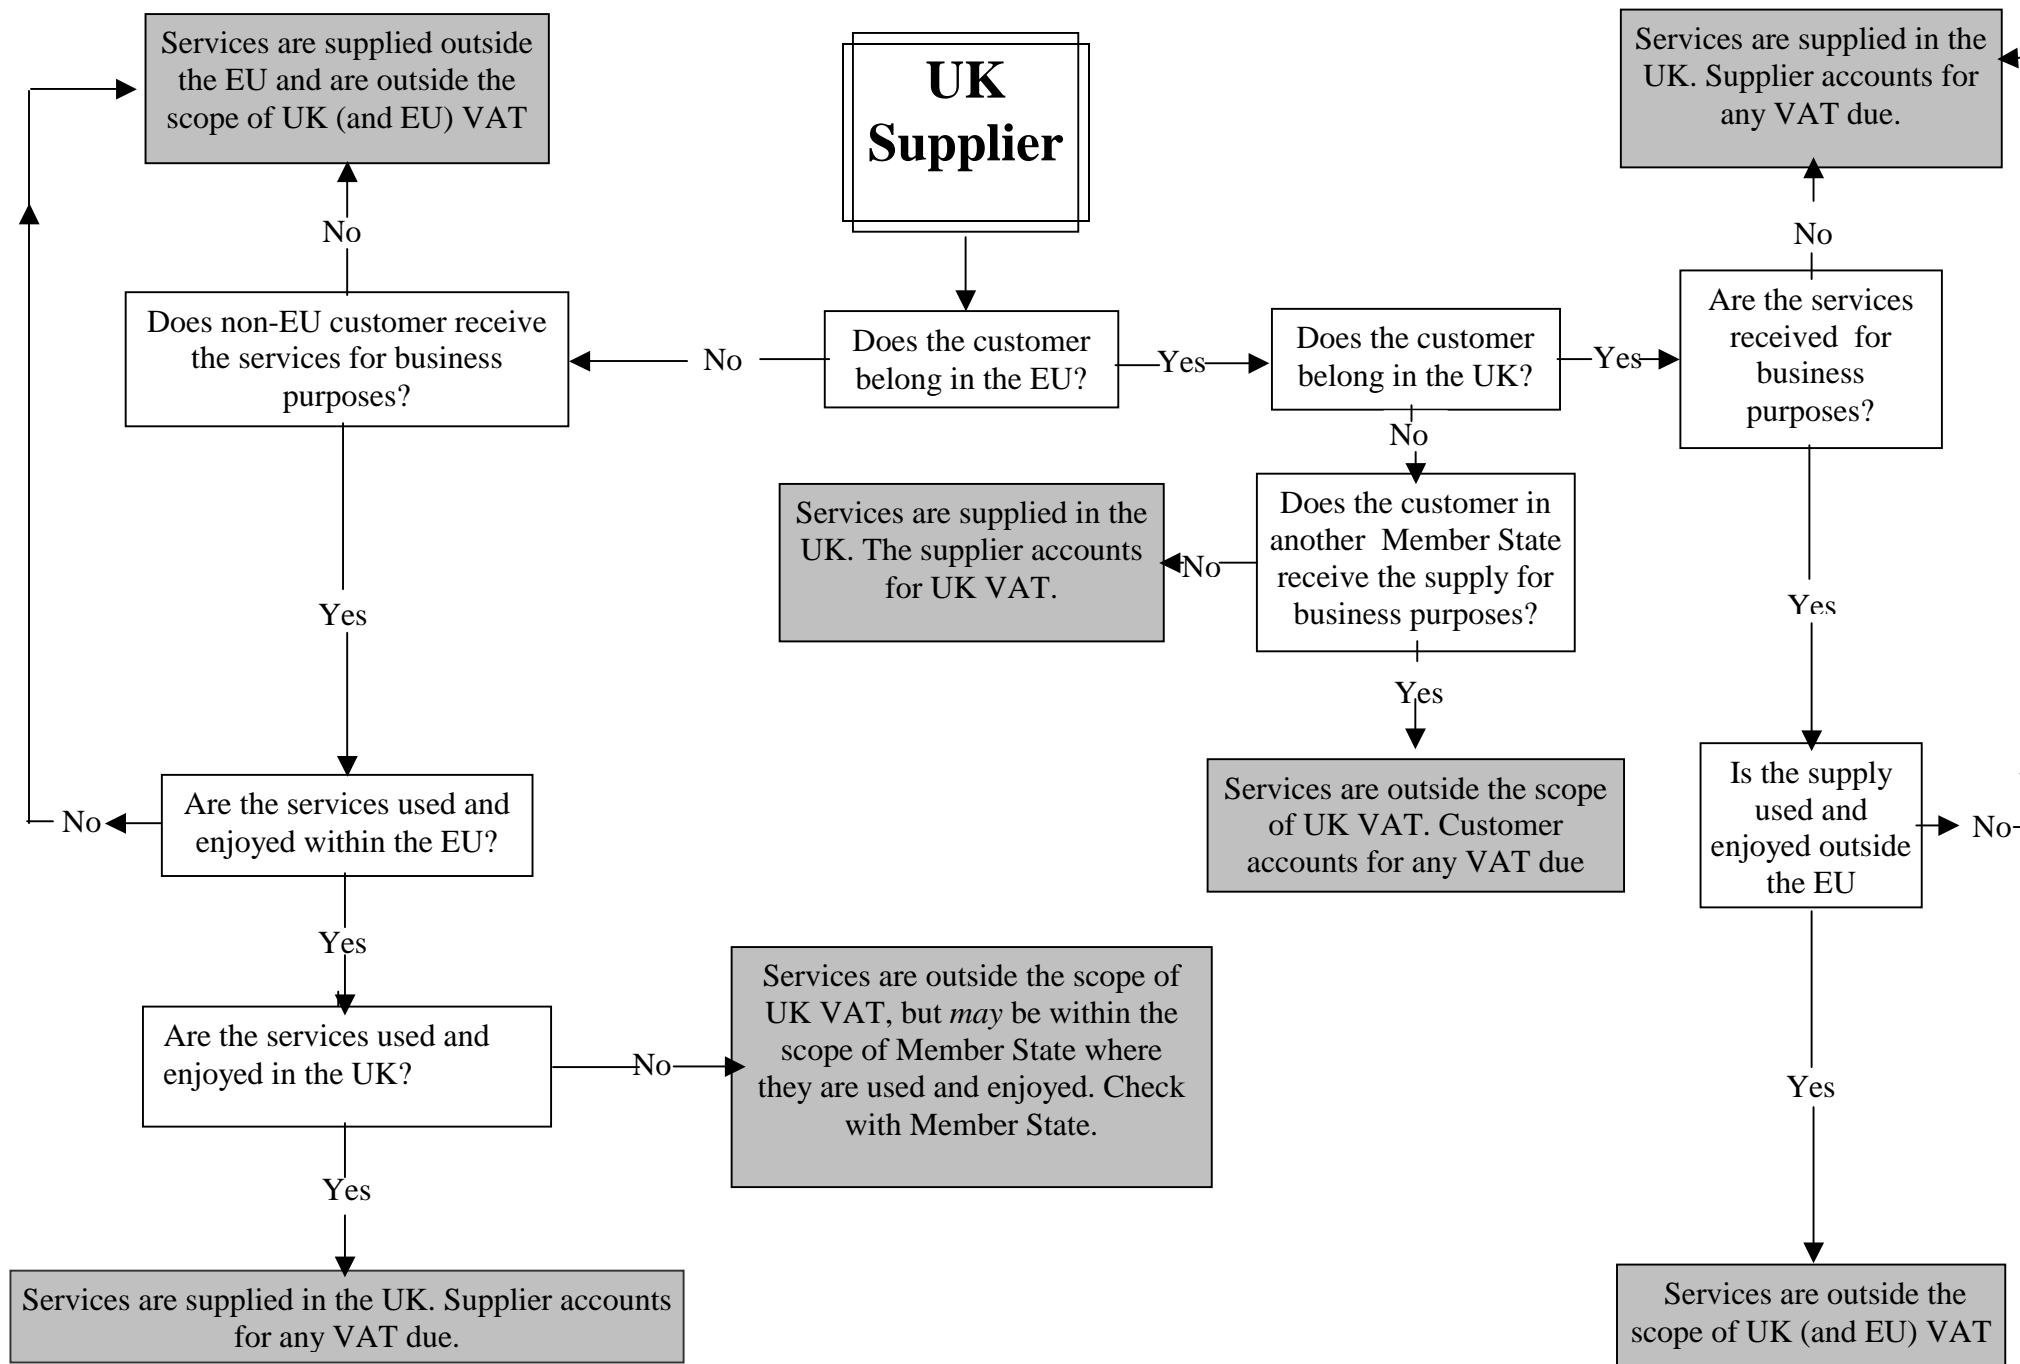 Services are supplied outside
the EU and are outside the
scope of UK (and EU) VAT
UK
Supplier
Services are supplied in the
UK. Supplier accounts for
any VAT due.
No
No
Does non-EU customer receive
the services for business
purposes?
No
Does the customer
belong in the EU?
Yes
Does the customer
belong in the UK?
Yes
Are the services
received for
business
purposes?
No
Services are supplied in the
UK. The supplier accounts
for UK VAT.
No
Does the customer in
another Member State
receive the supply for
business purposes?
Yes
Yes
Yes
Services are outside the scope
of UK VAT. Customer
accounts for any VAT due
Is the supply
used and
enjoyed outside
the EU
No
No
Are the services used and
enjoyed within the EU?
Yes
Are the services used and
enjoyed in the UK?
No
Services are outside the scope of
UK VAT, but may be within the
scope of Member State where
they are used and enjoyed. Check
with Member State.
Yes
Yes
Services are supplied in the UK. Supplier accounts
for any VAT due.
Services are outside the
scope of UK (and EU) VAT